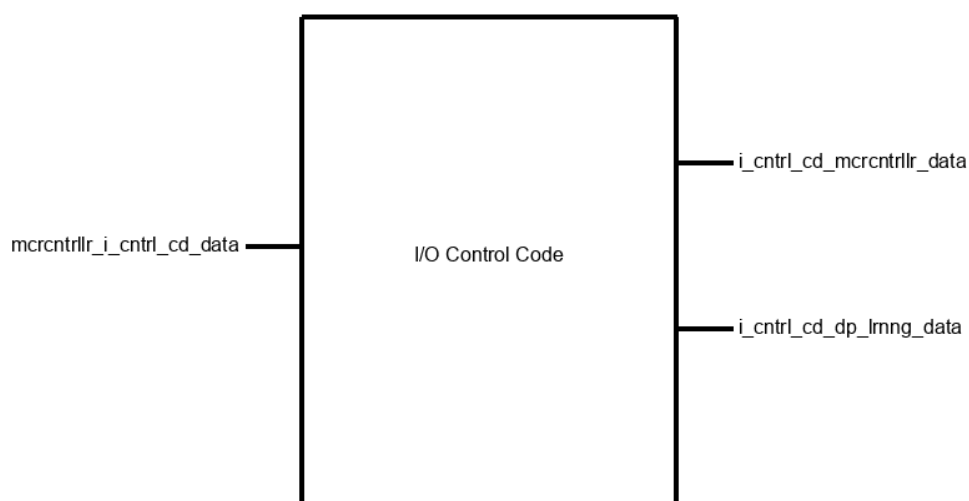 i_cntrl_cd_mcrcntrllr_data
mcrcntrllr_i_cntrl_cd_data
I/O Control Code
i_cntrl_cd_dp_lrnng_data